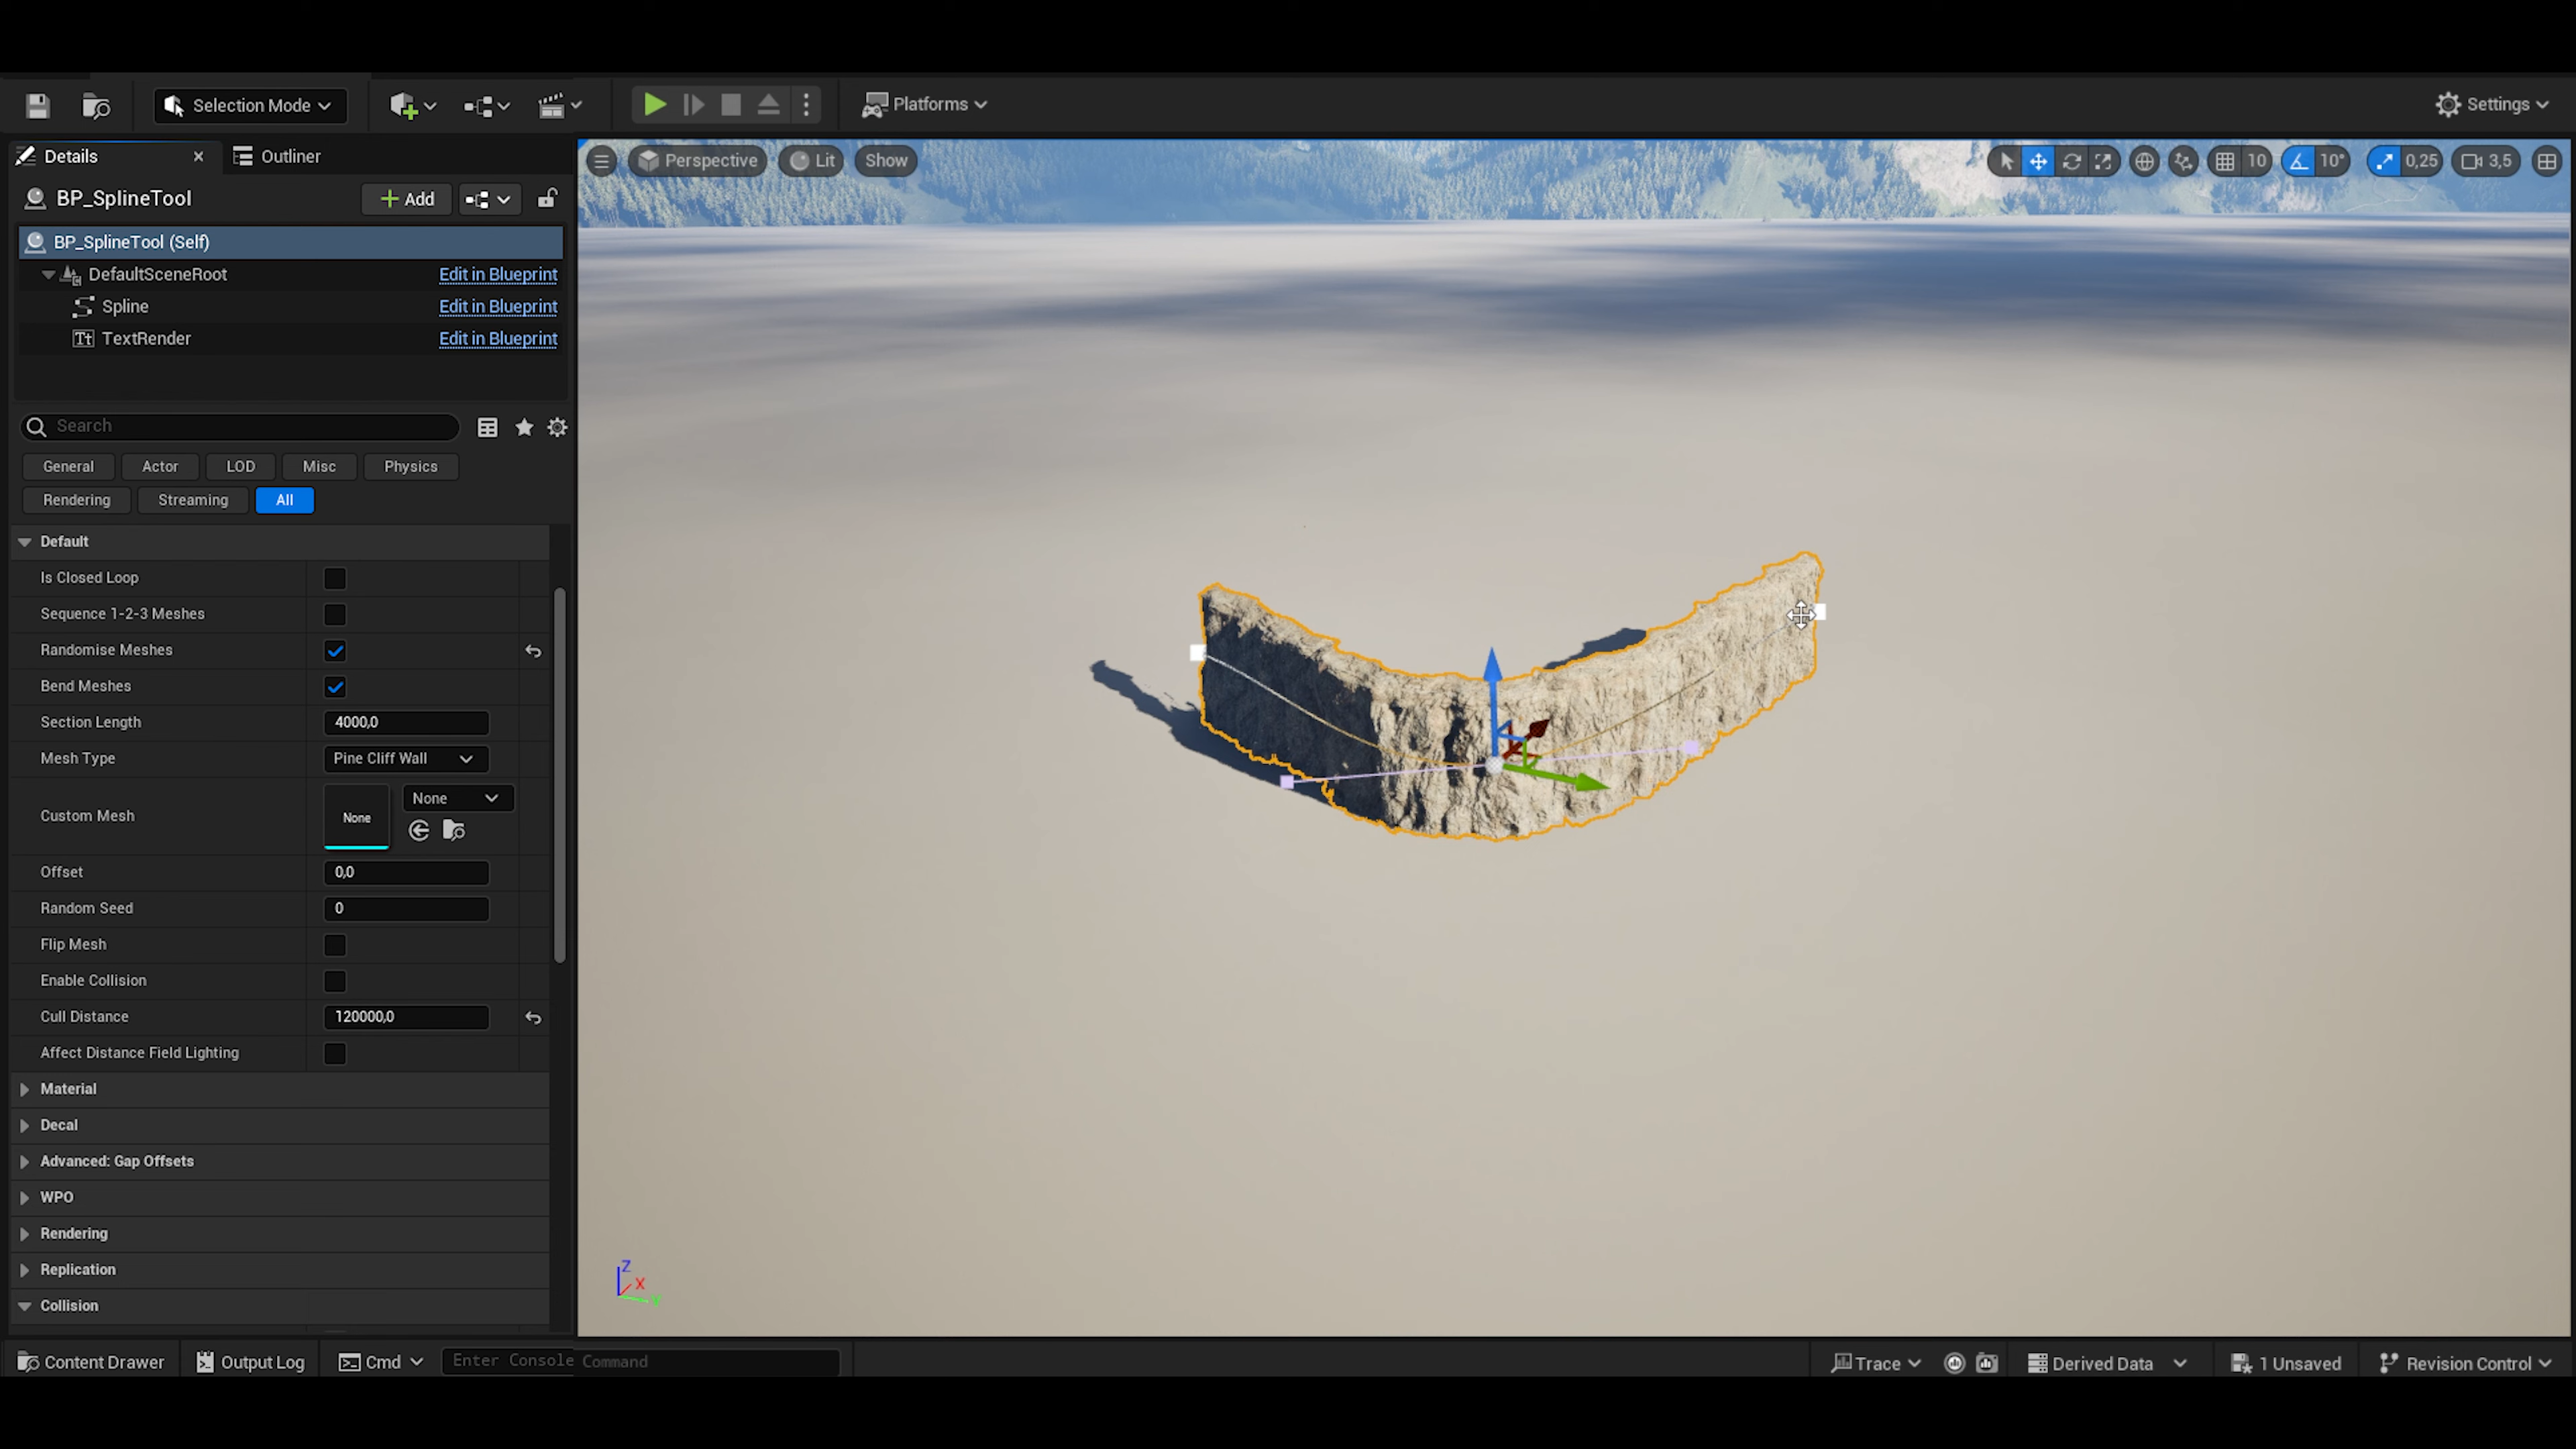 Selection Mode
Platforms
Settings
Details
Outliner
Perspective
Lit
Show
10
10°
0,25
3,5
BP_SplineTool
Add
BP_SplineTool (Self)
DefaultSceneRoot
Edit in Blueprint
Spline
Edit in Blueprint
TextRender
Edit in Blueprint
Search
General
Actor
LOD
Misc
Physics
Rendering
Streaming
All
Default
Is Closed Loop
Sequence 1-2-3 Meshes
Randomise Meshes
Bend Meshes
Section Length
4000,0
Mesh Type
Pine Cliff Wall
Custom Mesh
None
None
Offset
0,0
Random Seed
0
Flip Mesh
Enable Collision
Cull Distance
120000,0
Affect Distance Field Lighting
Material
Decal
Advanced: Gap Offsets
WPO
Rendering
Replication
Collision
Z
X
Y
Content Drawer
Output Log
Cmd
Enter Console Command
Trace
Derived Data
1 Unsaved
Revision Control